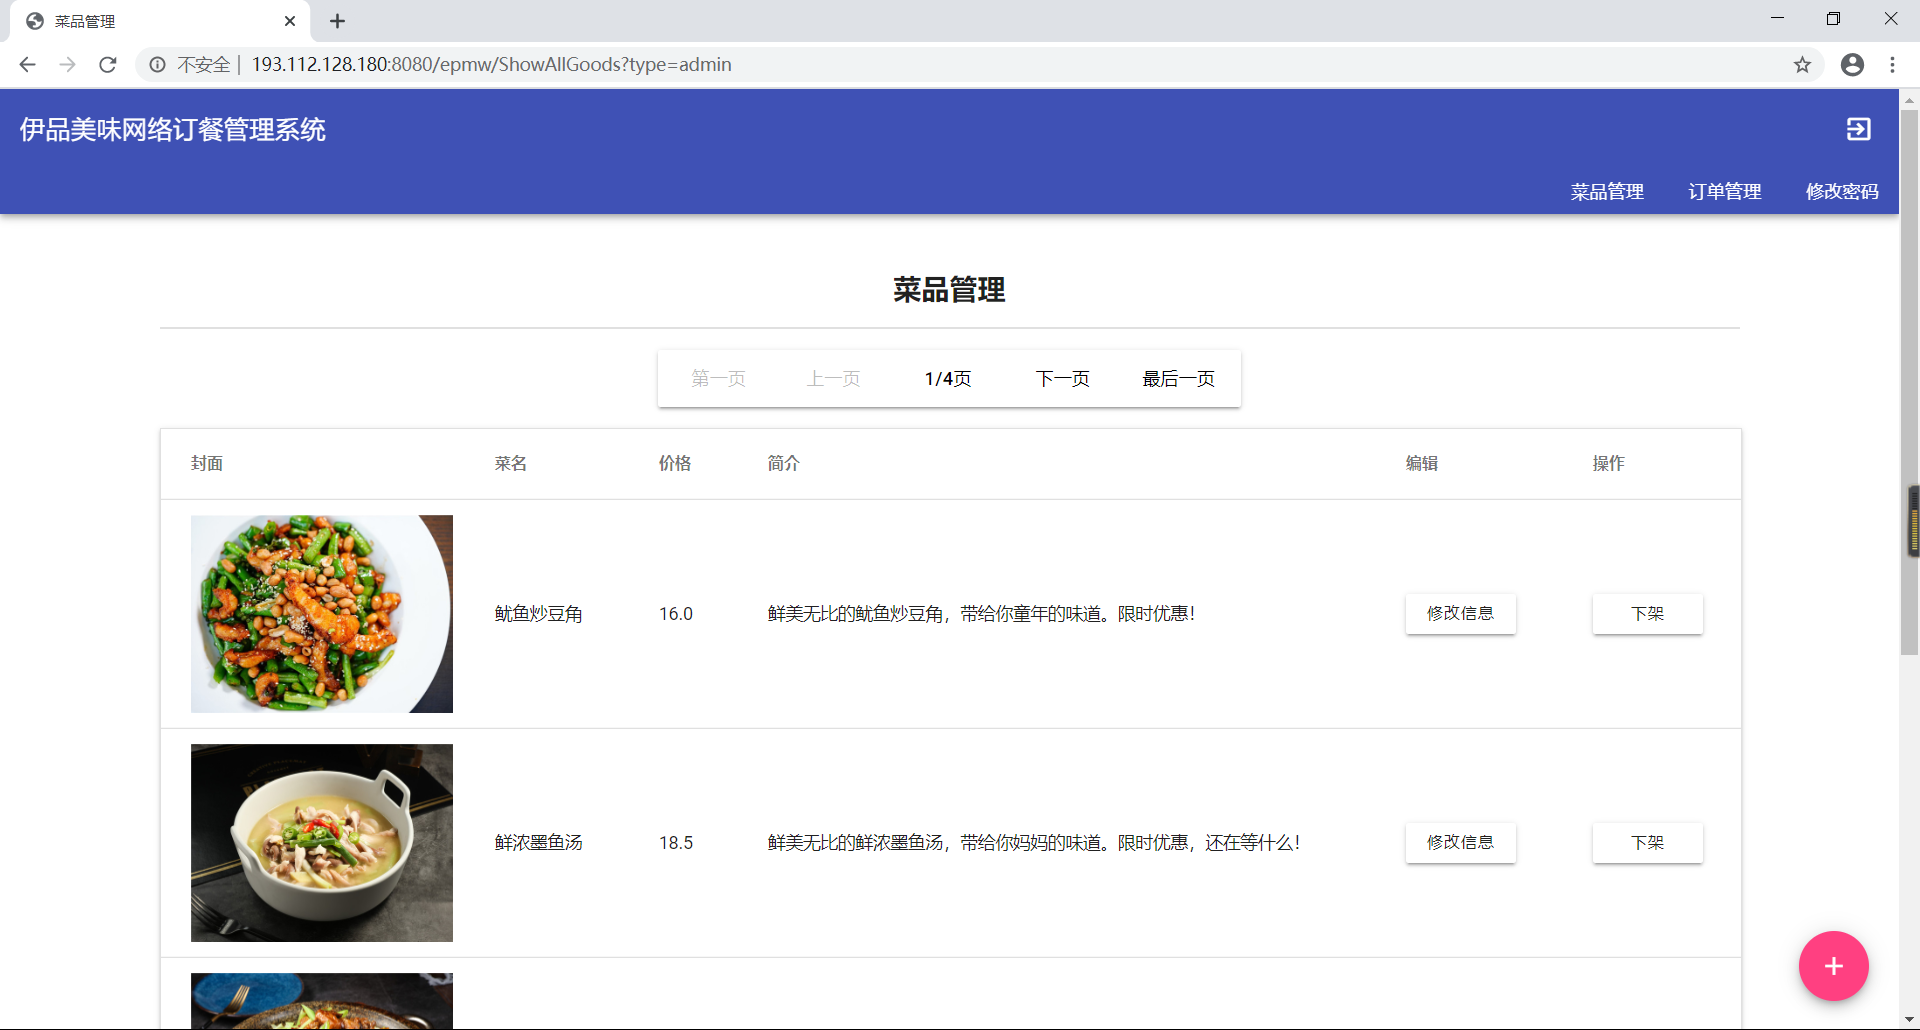 菜品管理
不安全 | 193.112.128.180:8080/epmw/ShowAllGoods?type=admin
伊品美味网络订餐管理系统
菜品管理 订单管理 修改密码
菜品管理
第一页 上一页 1/4页 下一页 最后一页
封面 菜名 价格 简介 编辑 操作
鱿鱼炒豆角 16.0 鲜美无比的鱿鱼炒豆角，带给你童年的味道。限时优惠！ 修改信息 下架
鲜浓墨鱼汤 18.5 鲜美无比的鲜浓墨鱼汤，带给你妈妈的味道。限时优惠，还在等什么！ 修改信息 下架